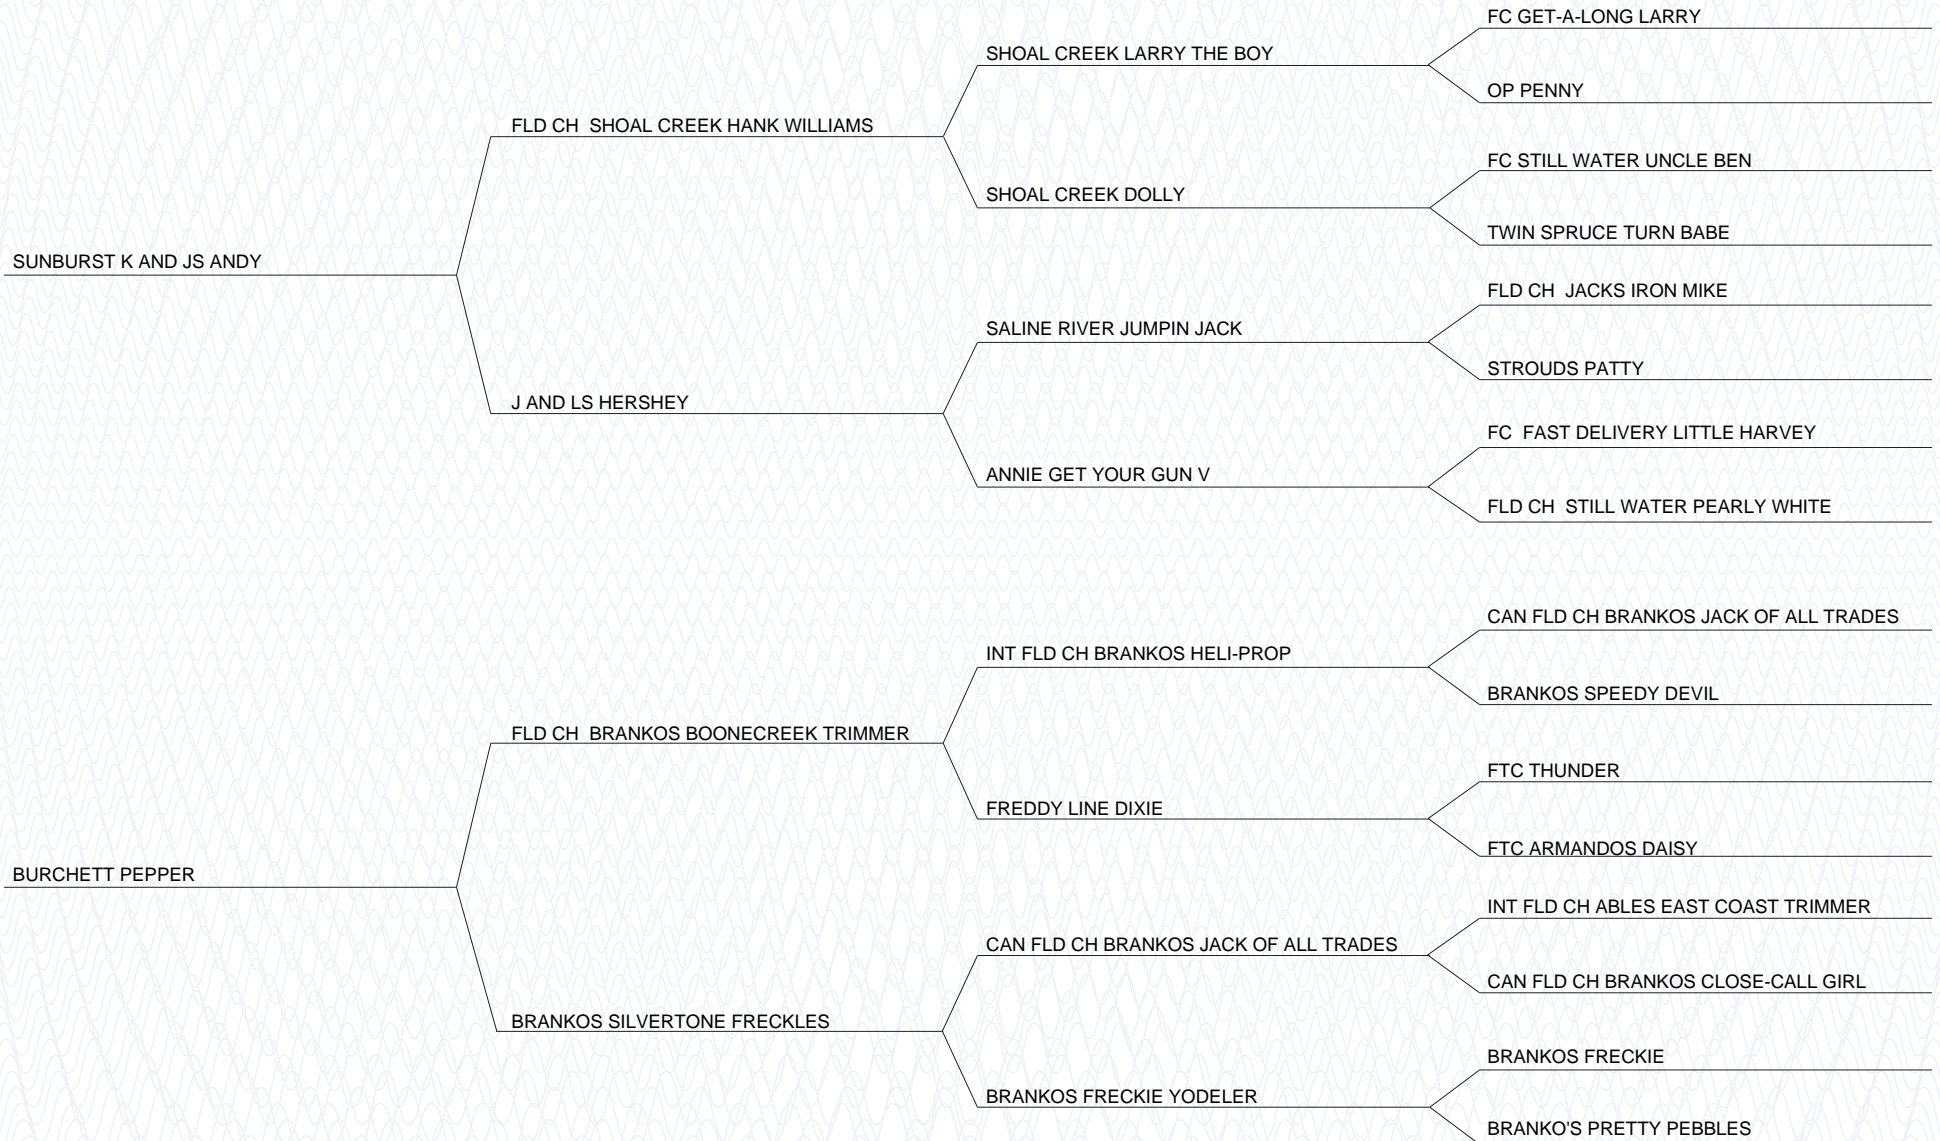 FC GET-A-LONG LARRY
SHOAL CREEK LARRY THE BOY
OP PENNY
FLD CH  SHOAL CREEK HANK WILLIAMS
FC STILL WATER UNCLE BEN
SHOAL CREEK DOLLY
TWIN SPRUCE TURN BABE
SUNBURST K AND JS ANDY
FLD CH  JACKS IRON MIKE
SALINE RIVER JUMPIN JACK
STROUDS PATTY
J AND LS HERSHEY
FC  FAST DELIVERY LITTLE HARVEY
ANNIE GET YOUR GUN V
FLD CH  STILL WATER PEARLY WHITE
CAN FLD CH BRANKOS JACK OF ALL TRADES
INT FLD CH BRANKOS HELI-PROP
BRANKOS SPEEDY DEVIL
FLD CH  BRANKOS BOONECREEK TRIMMER
FTC THUNDER
FREDDY LINE DIXIE
FTC ARMANDOS DAISY
BURCHETT PEPPER
INT FLD CH ABLES EAST COAST TRIMMER
CAN FLD CH BRANKOS JACK OF ALL TRADES
CAN FLD CH BRANKOS CLOSE-CALL GIRL
BRANKOS SILVERTONE FRECKLES
BRANKOS FRECKIE
BRANKOS FRECKIE YODELER
BRANKO'S PRETTY PEBBLES